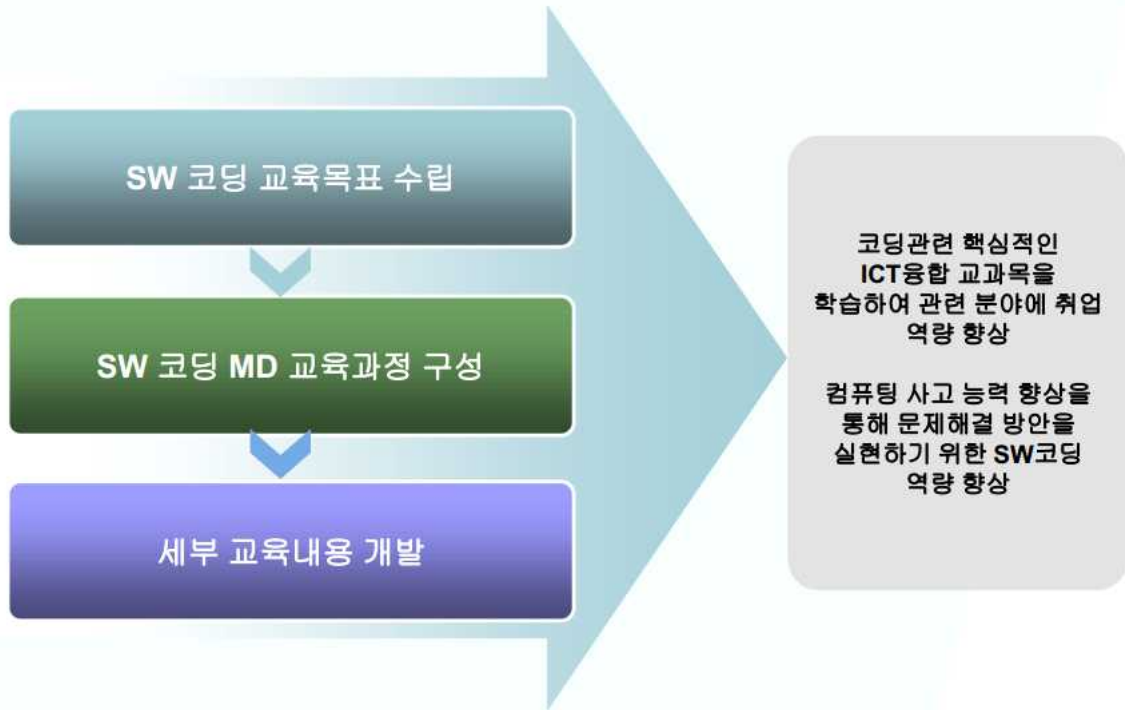 SW 코딩 교육목표 수립
SW 코딩 MD 교육과정 구성
세부 교육내용 개발
코딩관련 핵심적인
ICT융합 교과목을
학습하여 관련 분야에 취업
역량 향상
컴퓨팅 사고 능력 향상을
통해 문제해결 방안을
실현하기 위한 SW코딩
역량 향상